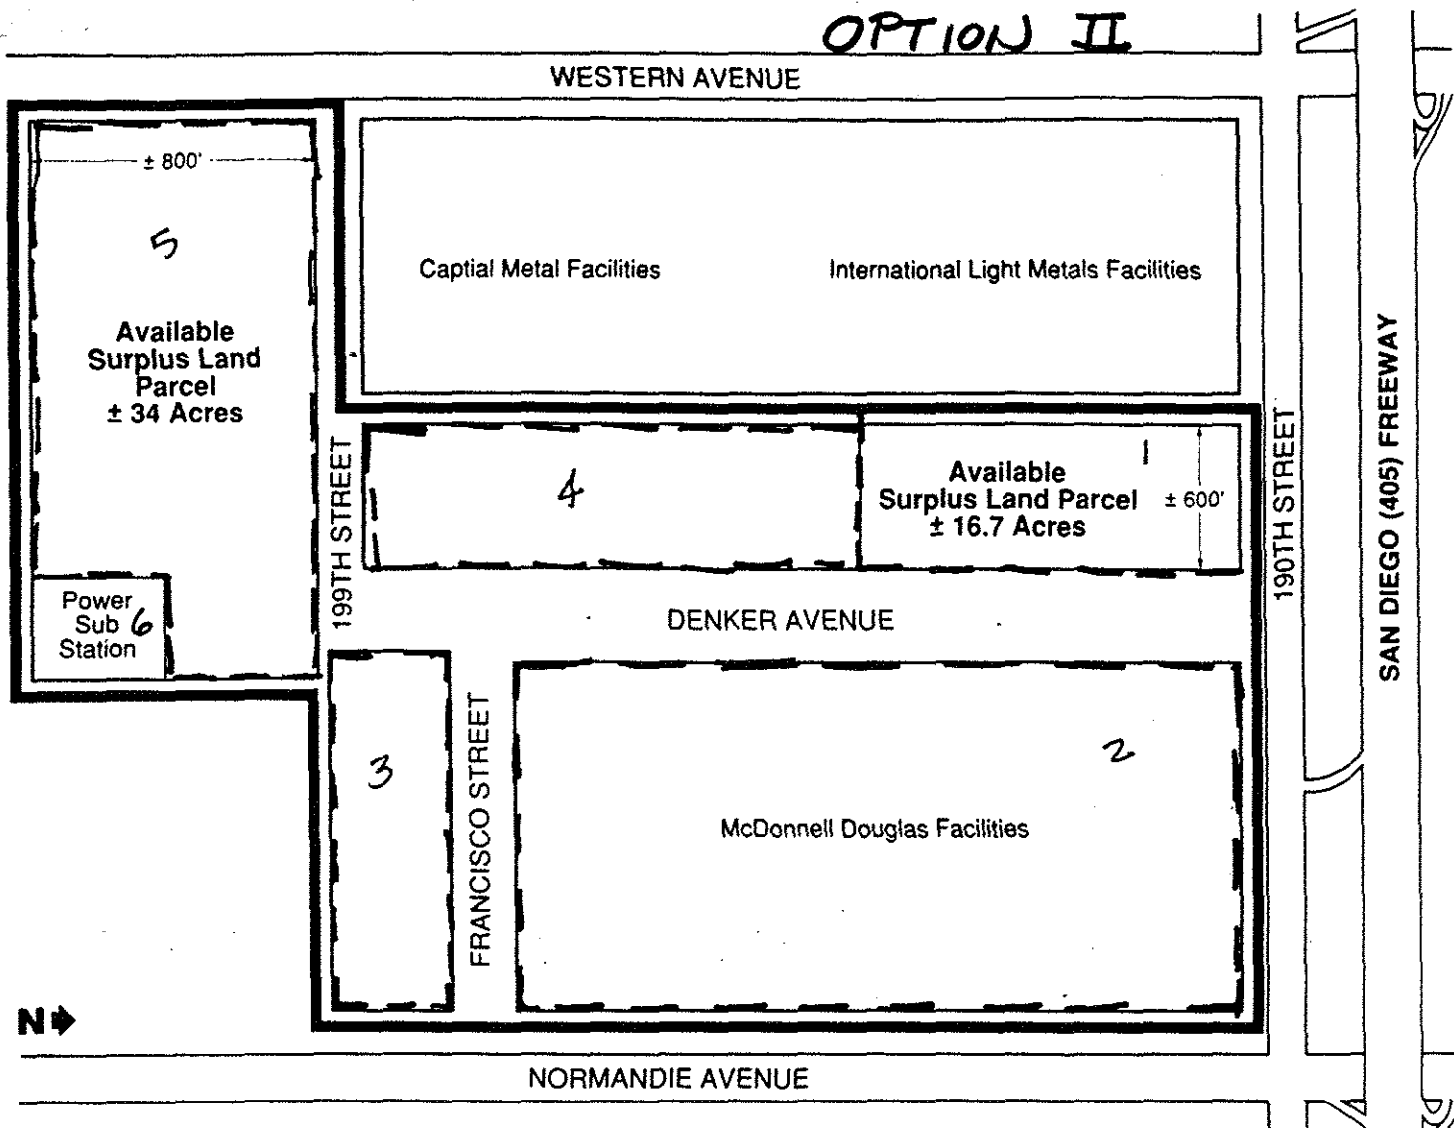 OPTION II
WESTERN AVENUE
± 800'
5
Available
Surplus Land
Parcel
± 34 Acres
Captial Metal Facilities
International Light Metals Facilities
SAN DIEGO (405) FREEWAY
199TH STREET
4
1
Available
Surplus Land Parcel
± 16.7 Acres
± 600'
190TH STREET
Power
Sub 6
Station
DENKER AVENUE
3
FRANCISCO STREET
2
McDonnell Douglas Facilities
N
NORMANDIE AVENUE